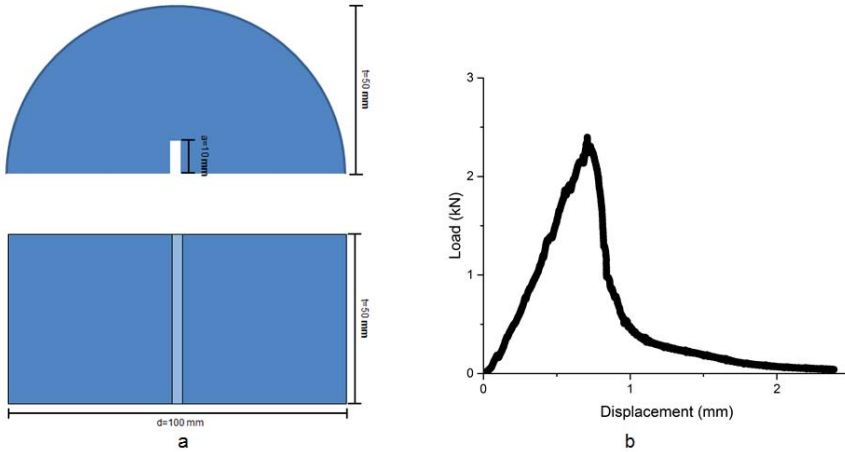 t=50 mm
a=10 mm
t=50 mm
d=100 mm
a
3
2
1
0
Load (kN)
0
1
2
Displacement (mm)
b